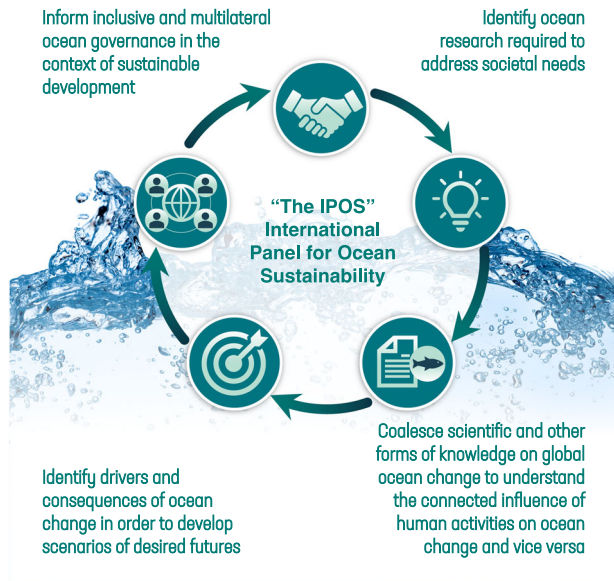 Inform inclusive and multilateral
ocean governance in the
context of sustainable
development
Identify ocean
research required to
address societal needs
“The IPOS”
International
Panel for Ocean
Sustainability
Coalesce scientific and other
forms of knowledge on global
ocean change to understand
the connected influence of
human activities on ocean
change and vice versa
Identify drivers and
consequences of ocean
change in order to develop
scenarios of desired futures